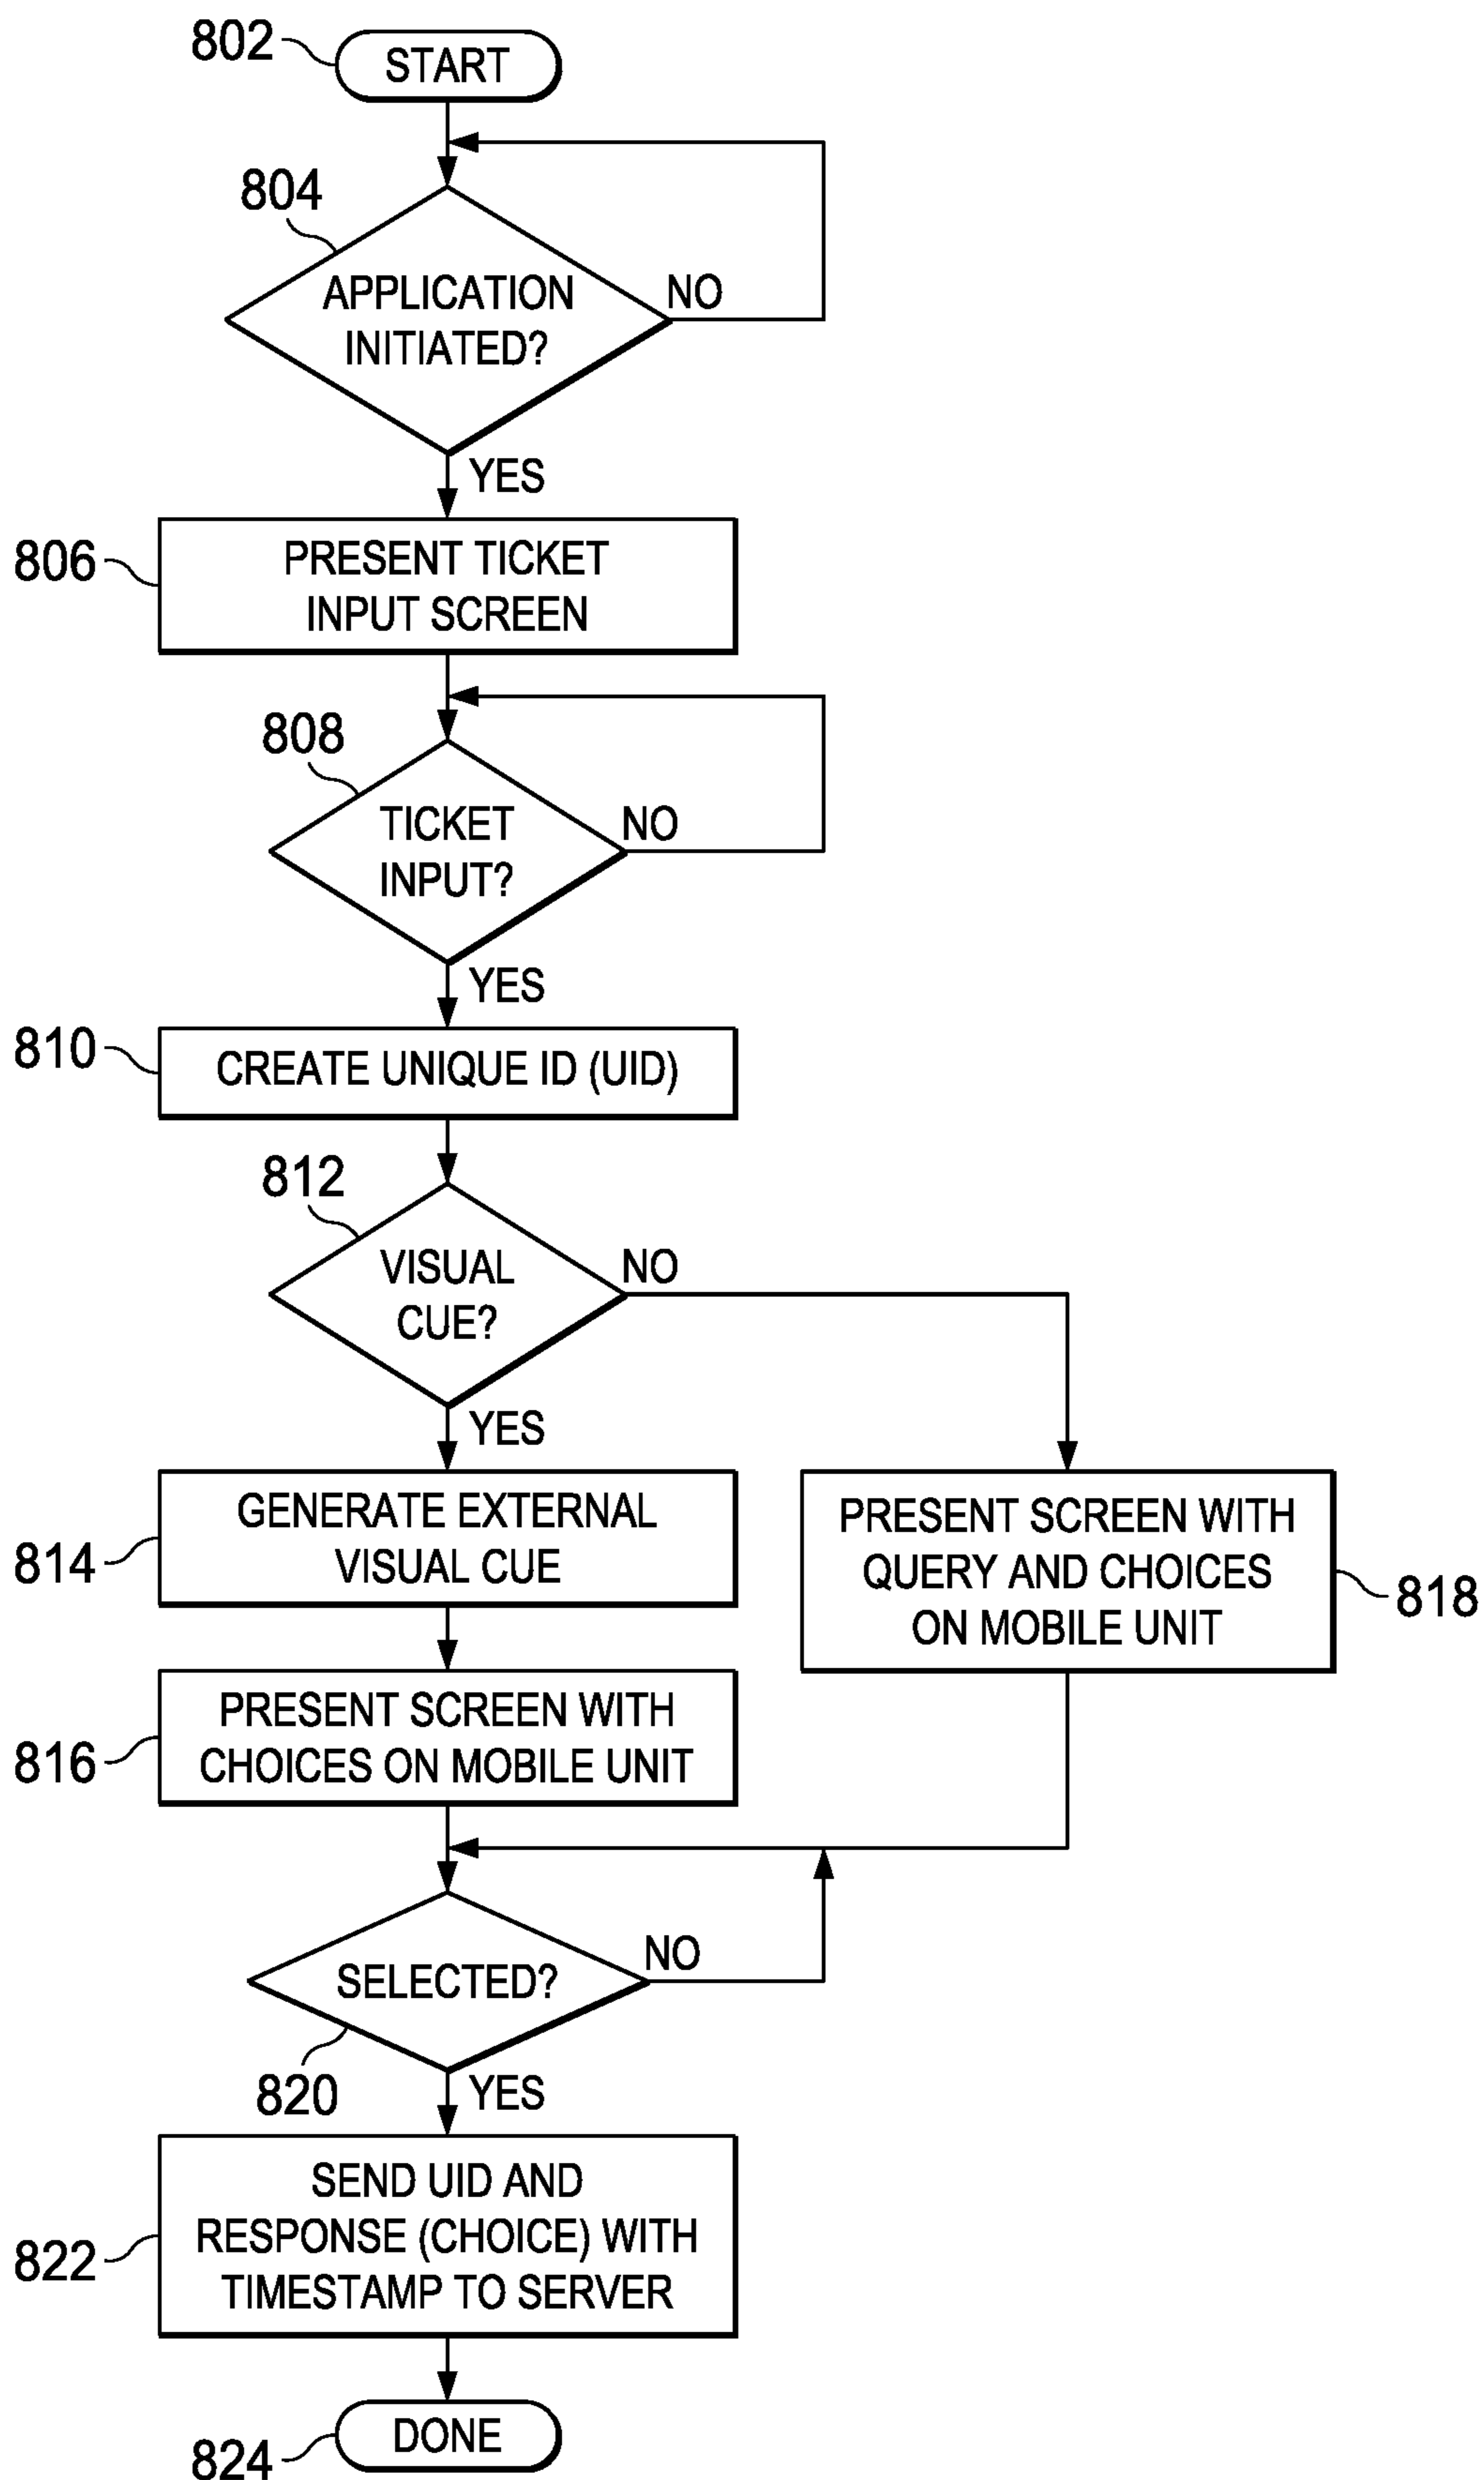 802
START
804
APPLICATION
INITIATED?
NO
YES
806
PRESENT TICKET
INPUT SCREEN
808
TICKET
INPUT?
NO
YES
810
CREATE UNIQUE ID (UID)
812
VISUAL
CUE?
NO
YES
814
GENERATE EXTERNAL
VISUAL CUE
PRESENT SCREEN WITH
QUERY AND CHOICES
ON MOBILE UNIT
818
816
PRESENT SCREEN WITH
CHOICES ON MOBILE UNIT
SELECTED?
NO
820
YES
822
SEND UID AND
RESPONSE (CHOICE) WITH
TIMESTAMP TO SERVER
824
DONE